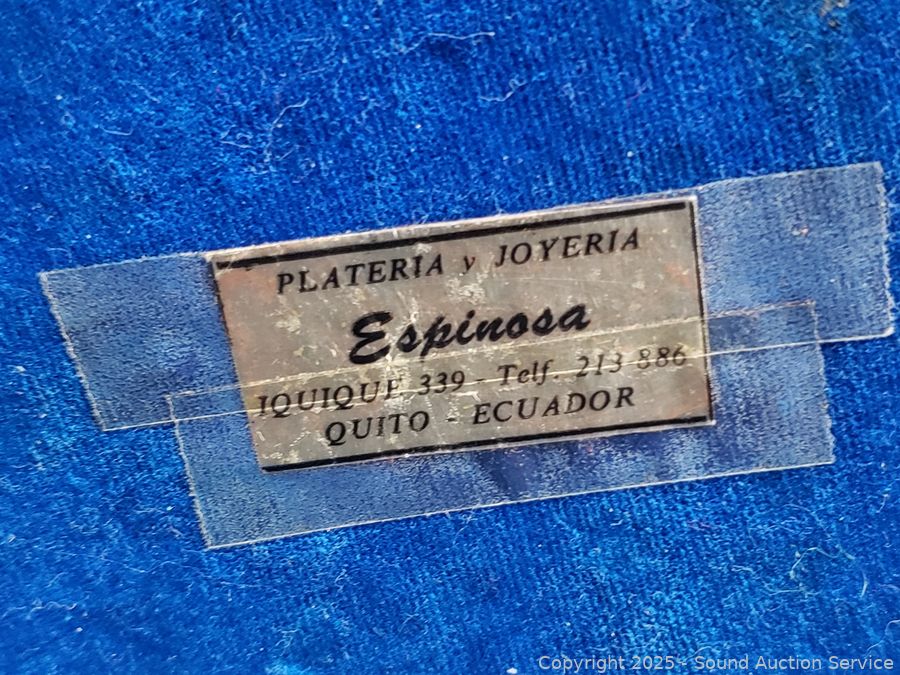 PLATERIA y JOYERIA
Espinosa
IQUIQUE 339 - Telf. 213 886
QUITO - ECUADOR
Copyright 2025 - Sound Auction Service